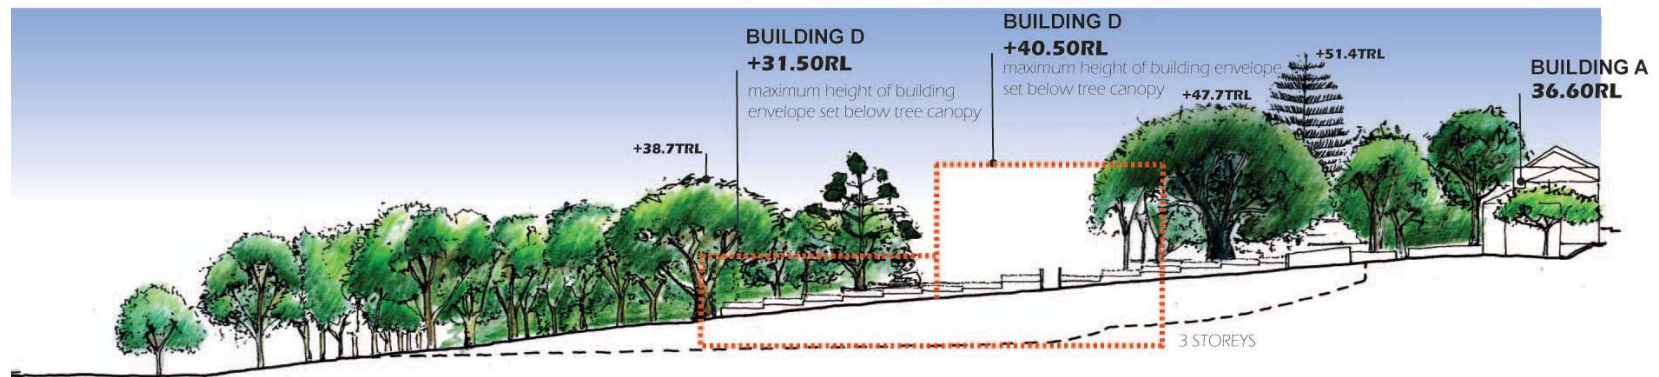 BUILDING D
+31.50RL
maximum height of building
envelope set below tree canopy
BUILDING D
+40.50RL
maximum height of building envelope
set below tree canopy
+51.4TRL
+47.7TRL
BUILDING A
36.60RL
+38.7TRL
3 STOREYS